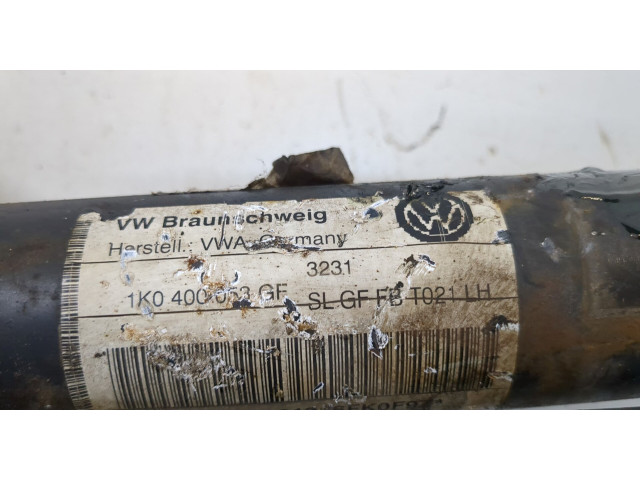 VW Braunschweig
Herstell.: VWA-Germany
3231
1K0 400 GF SL GF FB T021 LH